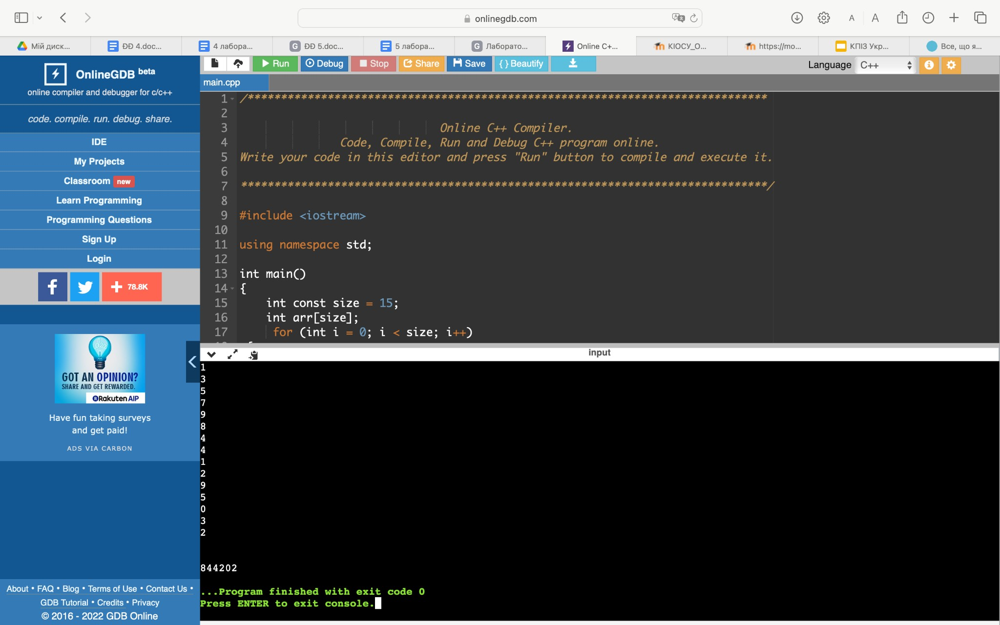 onlinegdb.com
A A
Мій диск...
ĐĐ 4.doc...
4 лабора...
ĐĐ 5.doc...
5 лабора...
Лаборато...
Online C+...
КІОСУ_О...
https://mo...
КПІЗ Укр...
Все, що я...
OnlineGDB beta
online compiler and debugger for c/c++
code. compile. run. debug. share.
IDE
My Projects
Classroom new
Learn Programming
Programming Questions
Sign Up
Login
78.8K
GOT AN OPINION?
SHARE AND GET REWARDED.
Rakuten AIP
Have fun taking surveys
and get paid!
ADS VIA CARBON
About • FAQ • Blog • Terms of Use • Contact Us •
GDB Tutorial • Credits • Privacy
© 2016 - 2022 GDB Online
Run Debug Stop Share Save {} Beautify
Language C++
main.cpp
1 /******************************************************************************
2
3 Online C++ Compiler.
4 Code, Compile, Run and Debug C++ program online.
5 Write your code in this editor and press "Run" button to compile and execute it.
6
7 *******************************************************************************/
8
9 #include <iostream>
10
11 using namespace std;
12
13 int main()
14 {
15 int const size = 15;
16 int arr[size];
17 for (int i = 0; i < size; i++)
input
1
3
5
7
9
8
4
4
1
2
9
5
0
3
2
844202
...Program finished with exit code 0
Press ENTER to exit console.